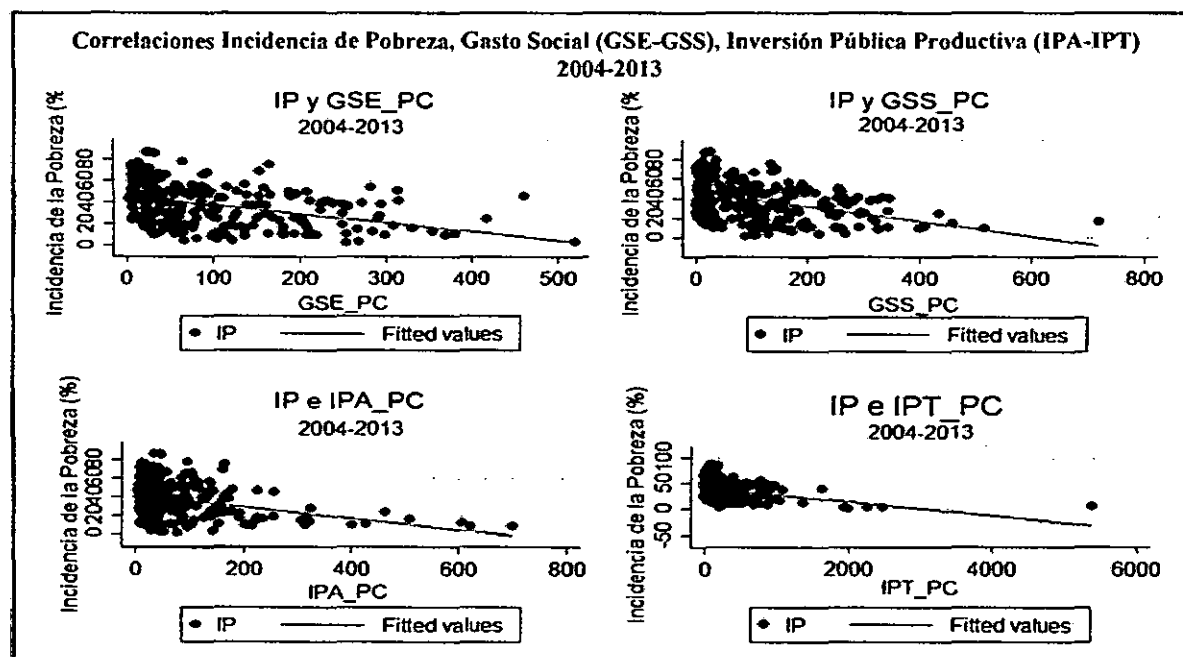 Correlaciones Incidencia de Pobreza, Gasto Social (GSE-GSS), Inversión Pública Productiva (IPA-IPT)
2004-2013
IP y GSE_PC
2004-2013
Incidencia de la Pobreza (%
0 20406080
0 100 200 300 400 500
GSE_PC
IP Fitted values
IP y GSS_PC
2004-2013
Incidencia de la Pobreza (%
0 20406080
0 200 400 600 800
GSS_PC
IP Fitted values
IP e IPA_PC
2004-2013
Incidencia de la Pobreza (%)
0 20406080
0 200 400 600 800
IPA_PC
IP Fitted values
IP e IPT_PC
2004-2013
Incidencia de la Pobreza (%)
-50 0 50100
0 2000 4000 6000
IPT_PC
IP Fitted values